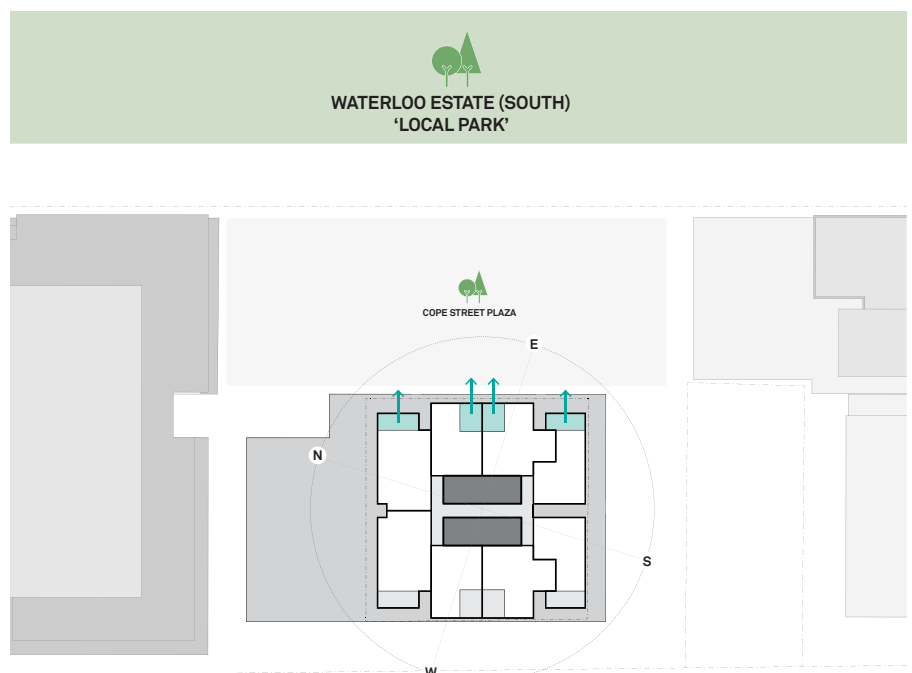 WATERLOO ESTATE (SOUTH)
‘LOCAL PARK’
COPE STREET PLAZA
E
N
S
W